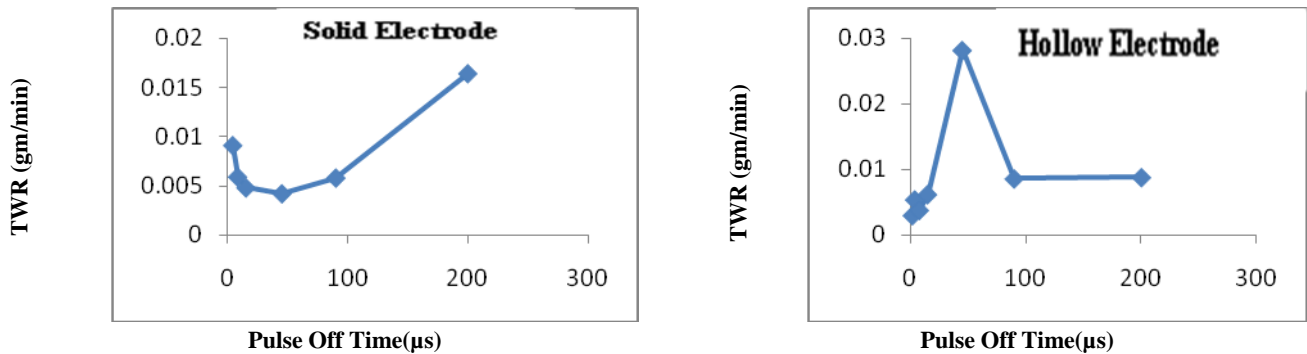 Solid Electrode
TWR (gm/min)
0.02
0.015
0.01
0.005
0
0 100 200 300
Pulse Off Time(µs)
Hollow Electrode
TWR (gm/min)
0.03
0.02
0.01
0
0 100 200 300
Pulse Off Time(µs)